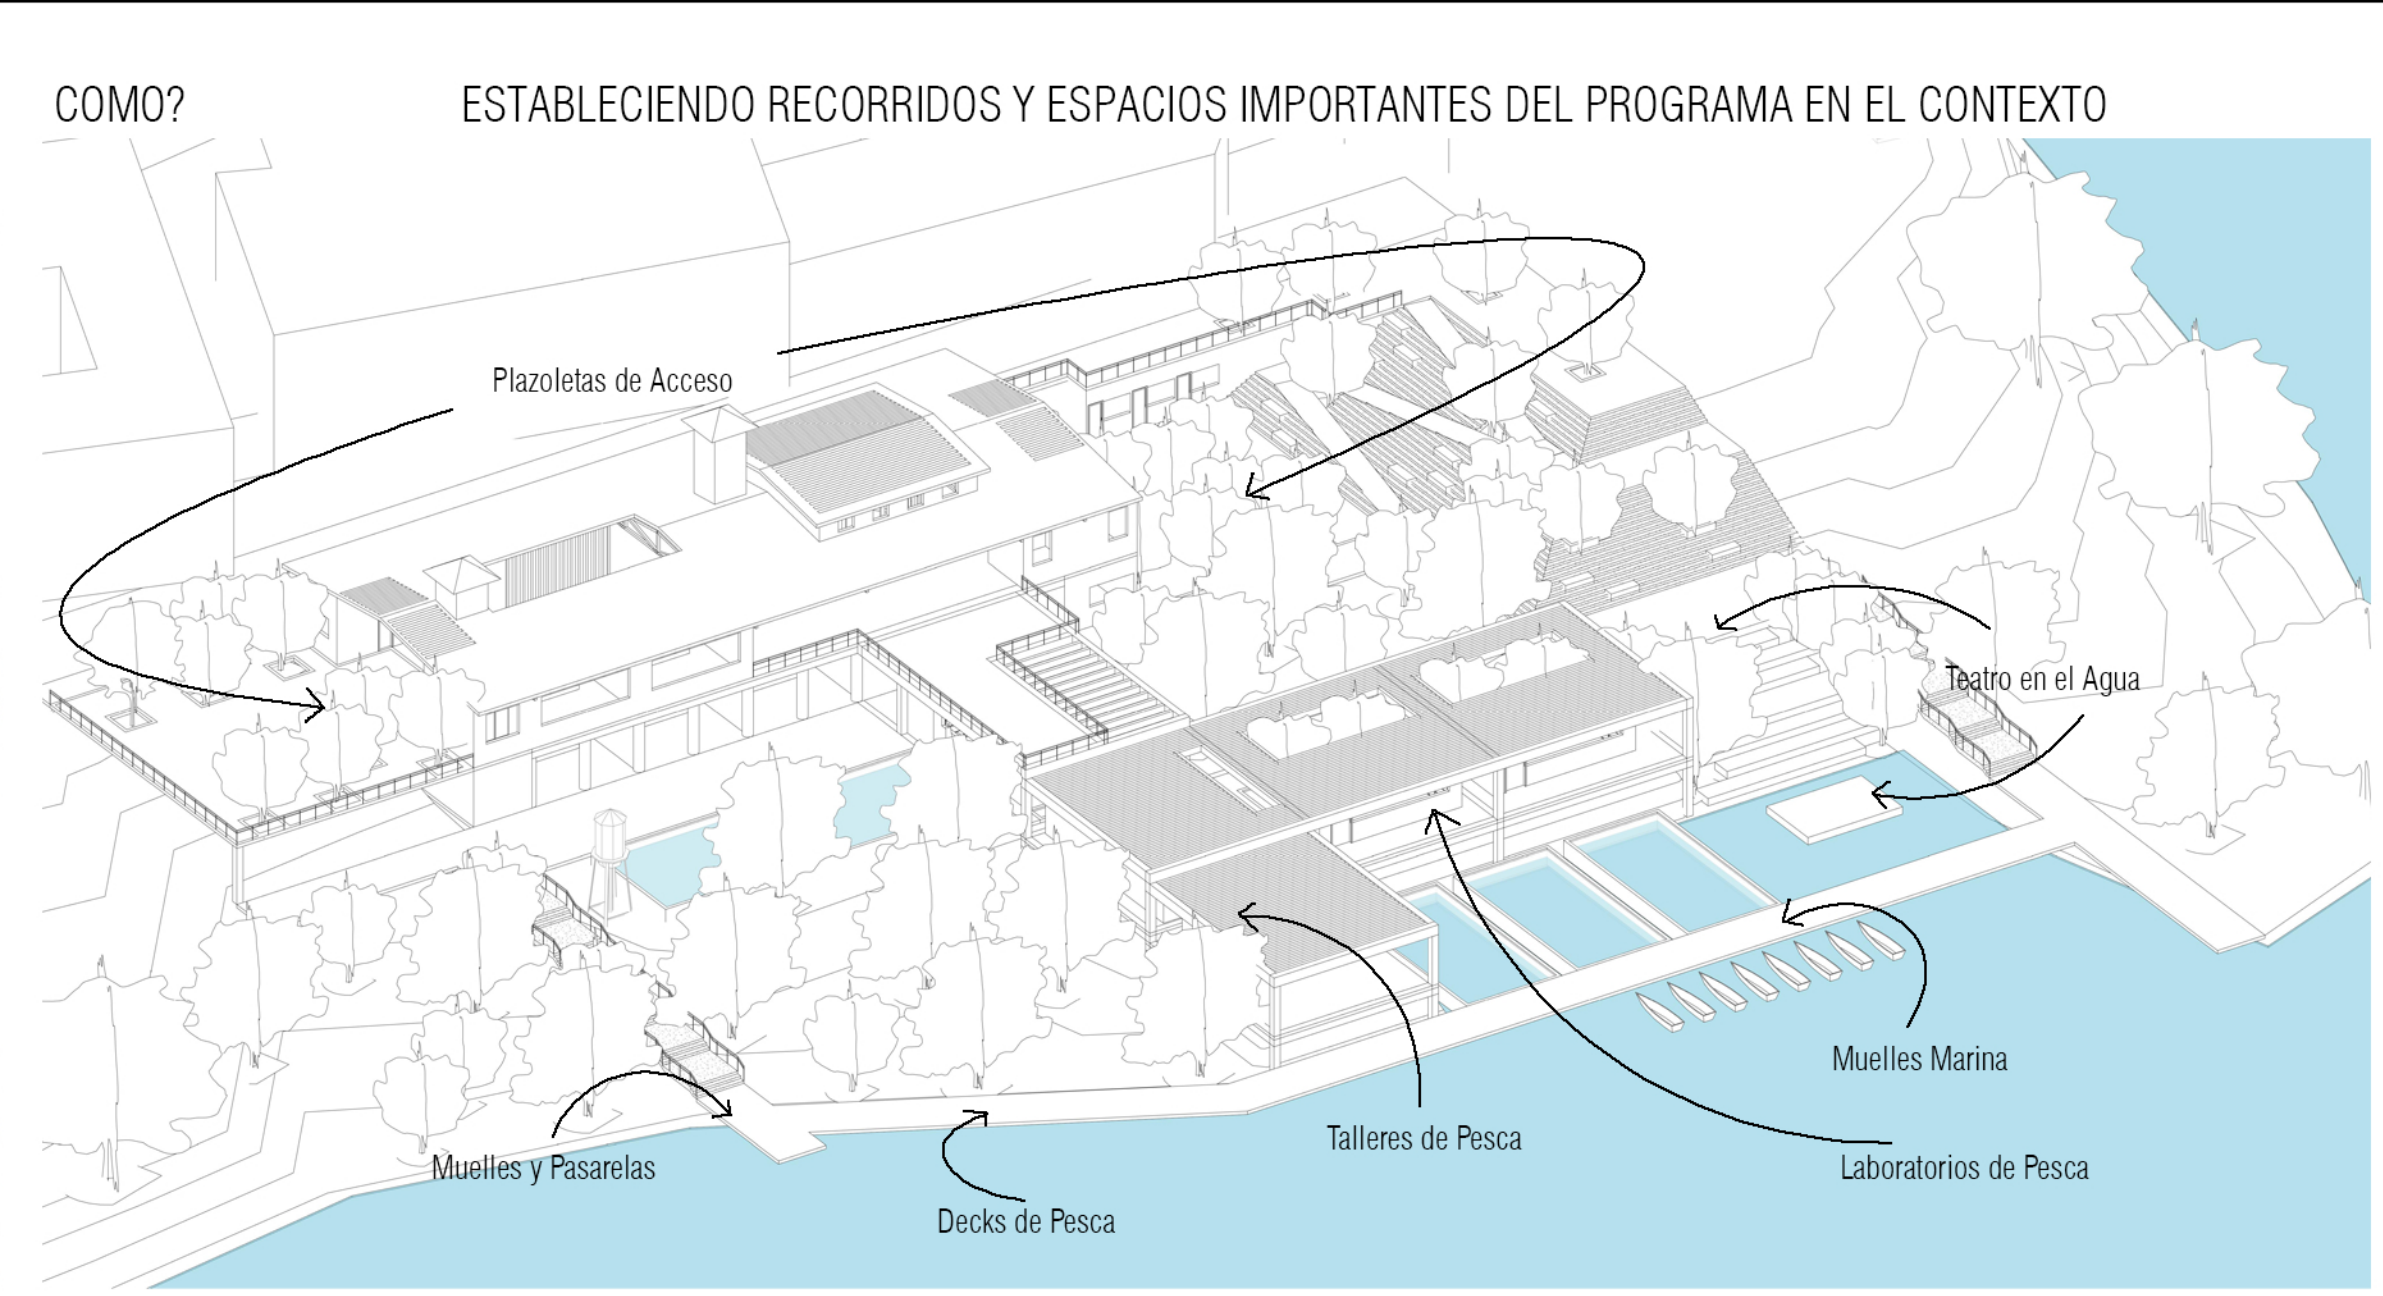 COMO?
ESTABLECIENDO RECORRIDOS Y ESPACIOS IMPORTANTES DEL PROGRAMA EN EL CONTEXTO
Plazoletas de Acceso
Teatro en el Agua
Muelles Marina
Talleres de Pesca
Muelles y Pasarelas
Laboratorios de Pesca
Decks de Pesca